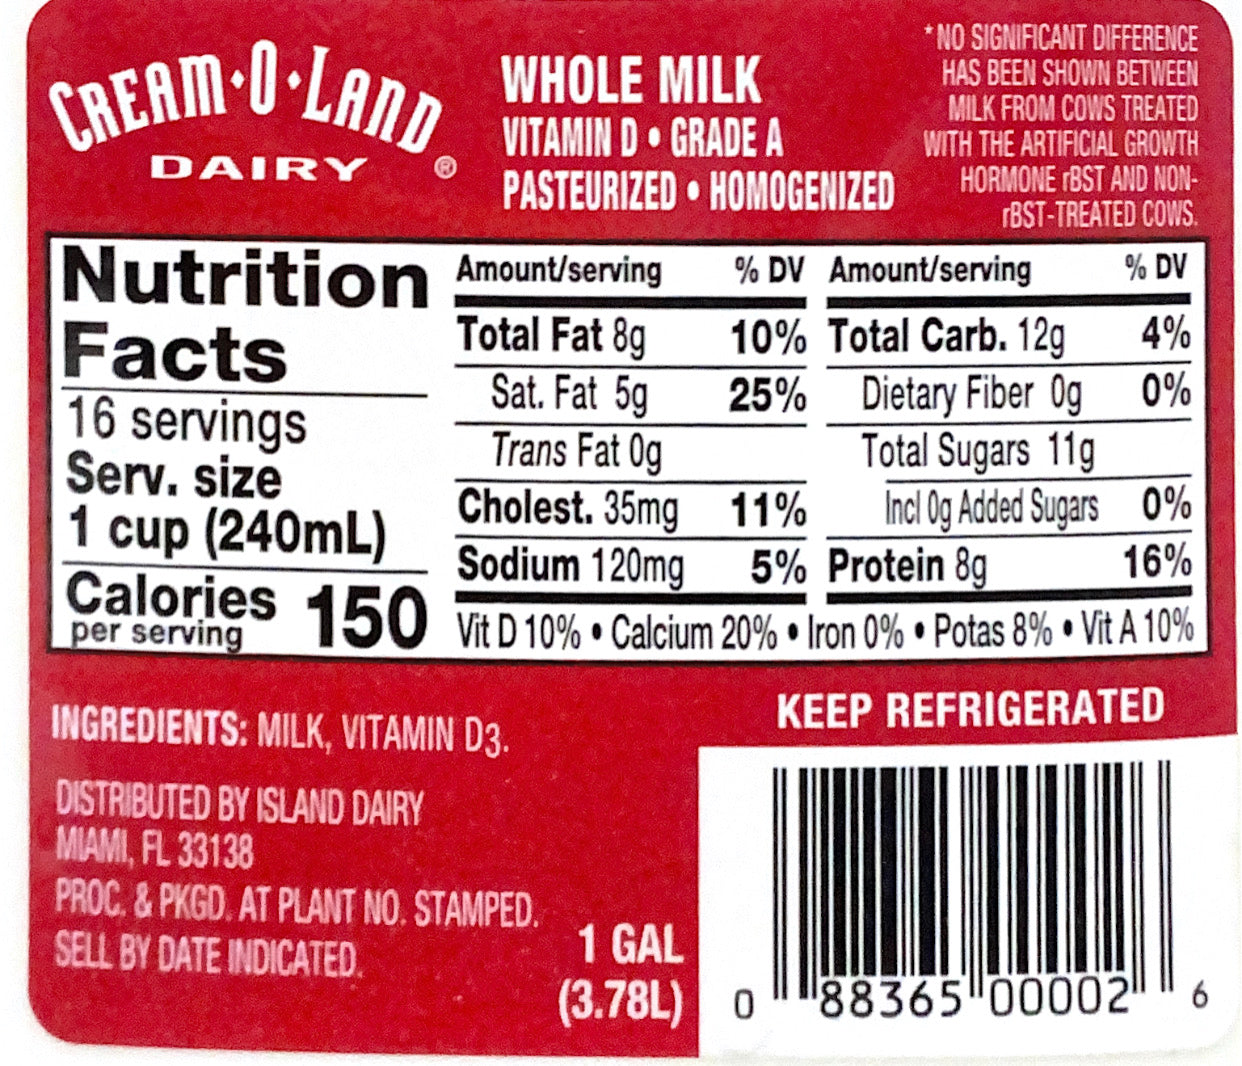 CREAM•O•LAND
DAIRY ®
WHOLE MILK
VITAMIN D • GRADE A
PASTEURIZED • HOMOGENIZED
*NO SIGNIFICANT DIFFERENCE
HAS BEEN SHOWN BETWEEN
MILK FROM COWS TREATED
WITH THE ARTIFICIAL GROWTH
HORMONE rBST AND NON-
rBST-TREATED COWS.
Nutrition
Facts
16 servings
Serv. size
1 cup (240mL)
Calories 150
per serving
Amount/serving % DV
Total Fat 8g 10%
Sat. Fat 5g 25%
Trans Fat 0g
Cholest. 35mg 11%
Sodium 120mg 5%
Amount/serving % DV
Total Carb. 12g 4%
Dietary Fiber 0g 0%
Total Sugars 11g
Incl 0g Added Sugars 0%
Protein 8g 16%
Vit D 10% • Calcium 20% • Iron 0% • Potas 8% • Vit A 10%
INGREDIENTS: MILK, VITAMIN D3.
DISTRIBUTED BY ISLAND DAIRY
MIAMI, FL 33138
PROC. & PKGD. AT PLANT NO. STAMPED.
SELL BY DATE INDICATED.
1 GAL
(3.78L)
KEEP REFRIGERATED
0 88365 00002 6